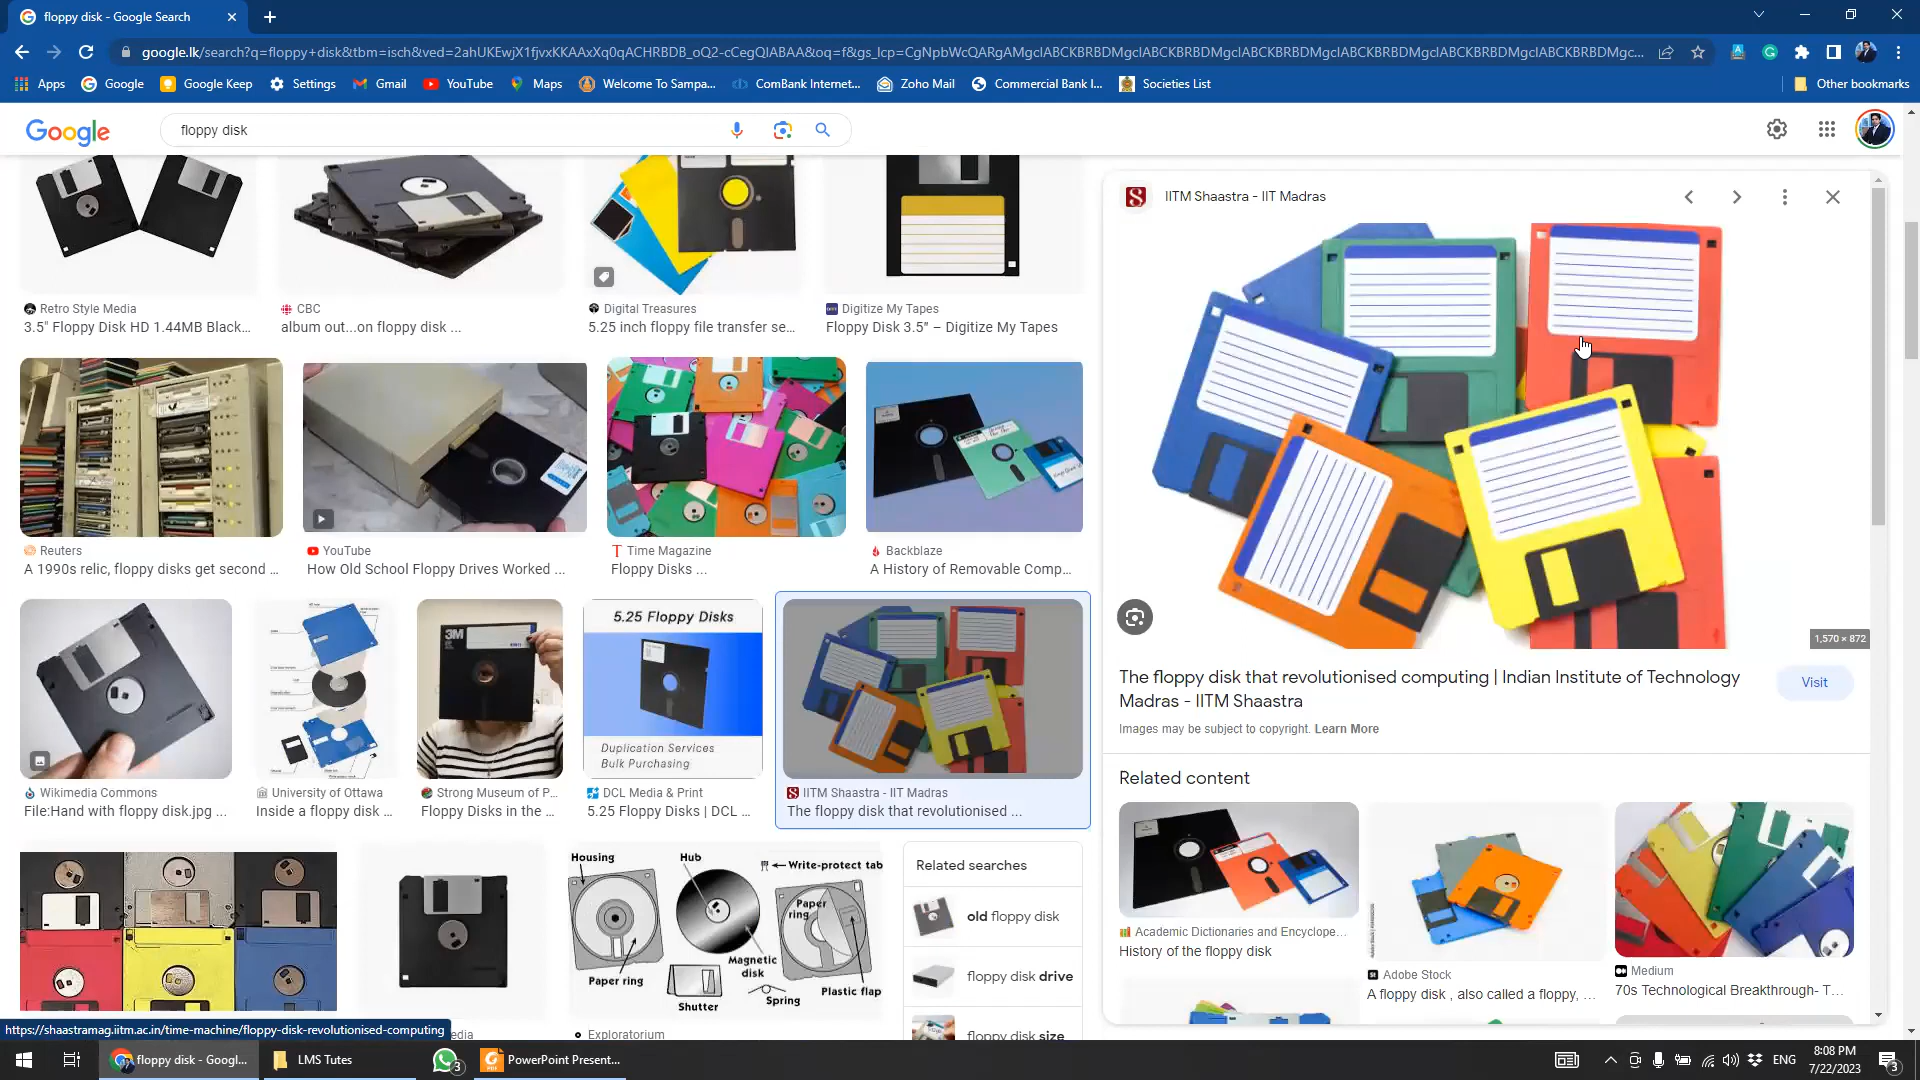 floppy disk - Google Search
google.lk/search?q=floppy+disk&tbm=isch&ved=2ahUKEwjX1fjvxKKAAxXq0qACHRBDB_oQ2-cCegQIABAA&oq=f&gs_lcp=CgNpbWcQARgAMgcIABCKBRBDMgcIABCKBRBDMgcIABCKBRBDMgcIABCKBRBDMgcIABCKBRBDMgcIABCKBRBDMgc...
Apps Google Google Keep Settings Gmail YouTube Maps Welcome To Sampa... ComBank Internet... Zoho Mail Commercial Bank I... Societies List Other bookmarks
Google floppy disk
Retro Style Media
3.5" Floppy Disk HD 1.44MB Black...
CBC
album out...on floppy disk ...
Digital Treasures
5.25 inch floppy file transfer se...
Digitize My Tapes
Floppy Disk 3.5" – Digitize My Tapes
Reuters
A 1990s relic, floppy disks get second ...
YouTube
How Old School Floppy Drives Worked ...
Time Magazine
Floppy Disks ...
Backblaze
A History of Removable Comp...
3M
5.25 Floppy Disks
Duplication Services
Bulk Purchasing
Wikimedia Commons
File:Hand with floppy disk.jpg ...
University of Ottawa
Inside a floppy disk ...
Strong Museum of P...
Floppy Disks in the ...
DCL Media & Print
5.25 Floppy Disks | DCL ...
IITM Shaastra - IIT Madras
The floppy disk that revolutionised ...
Housing
Hub
Write-protect tab
Paper ring
Paper ring
Magnetic disk
Shutter
Spring
Plastic flap
edia
Exploratorium
Related searches
old floppy disk
floppy disk drive
floppy disk size
IITM Shaastra - IIT Madras
1,570 × 872
The floppy disk that revolutionised computing | Indian Institute of Technology
Madras - IITM Shaastra
Visit
Images may be subject to copyright. Learn More
Related content
Academic Dictionaries and Encyclope...
History of the floppy disk
Adobe Stock
A floppy disk , also called a floppy, ...
Medium
70s Technological Breakthrough- T...
https://shaastramag.iitm.ac.in/time-machine/floppy-disk-revolutionised-computing
floppy disk - Googl... LMS Tutes 3 PowerPoint Present... ENG
8:08 PM
7/22/2023
3